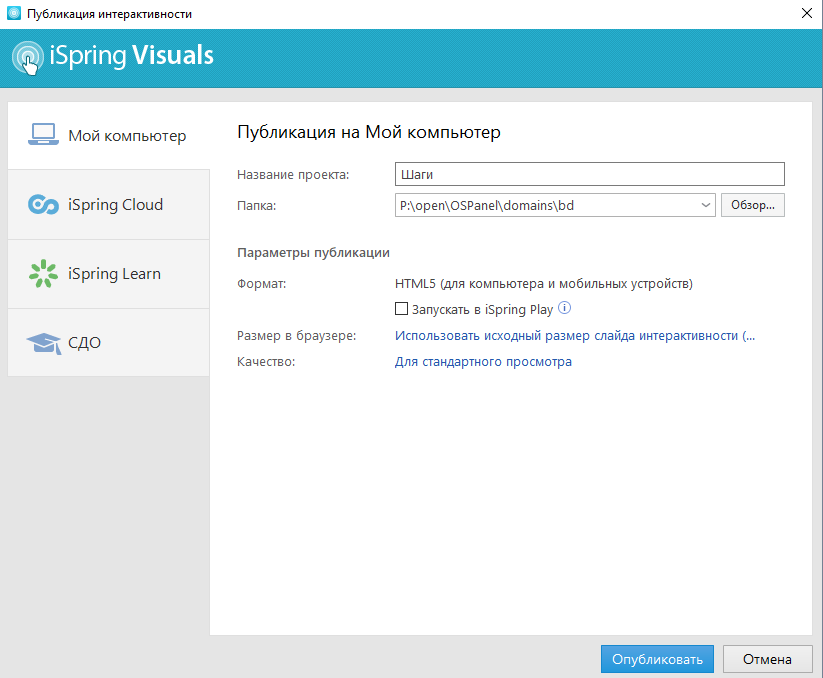 Публикация интерактивности
iSpring Visuals
Мой компьютер
iSpring Cloud
iSpring Learn
СДО
Публикация на Мой компьютер
Название проекта: Шаги
Папка: P:\open\OSPanel\domains\bd Обзор...
Параметры публикации
Формат: HTML5 (для компьютера и мобильных устройств)
Запускать в iSpring Play
Размер в браузере: Использовать исходный размер слайда интерактивности (...
Качество: Для стандартного просмотра
Опубликовать Отмена